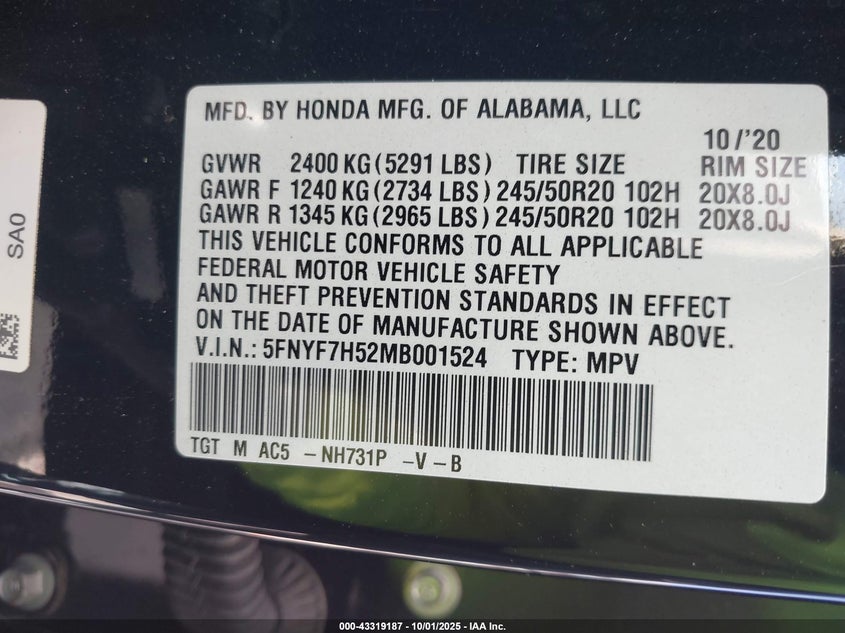 MFD. BY HONDA MFG. OF ALABAMA, LLC
10/'20
GVWR 2400 KG (5291 LBS) TIRE SIZE RIM SIZE
GAWR F 1240 KG (2734 LBS) 245/50R20 102H 20X8.0J
GAWR R 1345 KG (2965 LBS) 245/50R20 102H 20X8.0J
THIS VEHICLE CONFORMS TO ALL APPLICABLE
FEDERAL MOTOR VEHICLE SAFETY
AND THEFT PREVENTION STANDARDS IN EFFECT
ON THE DATE OF MANUFACTURE SHOWN ABOVE.
V.I.N.: 5FNYF7H52MB001524 TYPE: MPV
TGT M AC5 -NH731P -V-B
SA0
000-43319187 - 10/01/2025 - IAA Inc.